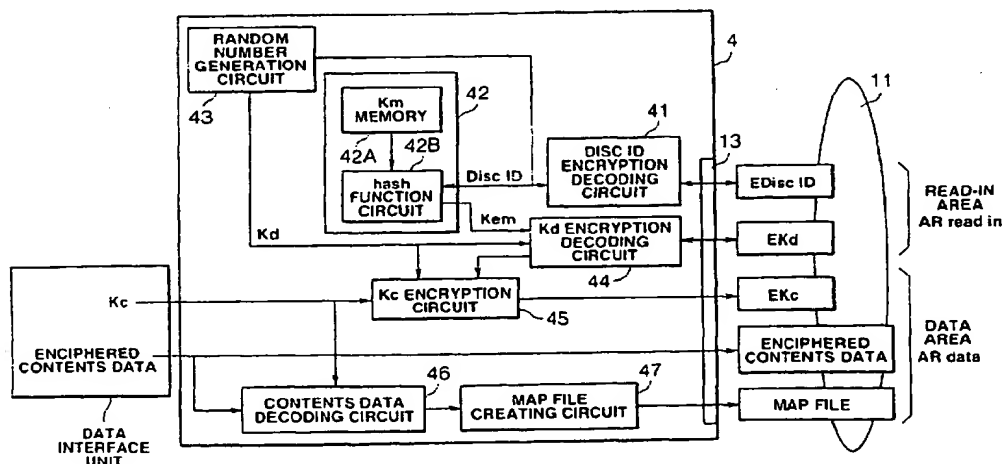 RANDOM
NUMBER
GENERATION
CIRCUIT
43
Km
MEMORY
42A
42B
42
hash
FUNCTION
CIRCUIT
Disc ID
Kem
41
DISC ID
ENCRYPTION
DECODING
CIRCUIT
4
13
11
EDisc ID
READ-IN
AREA
AR read in
Kd
Kd ENCRYPTION
DECODING
CIRCUIT
44
EKd
Kc
Kc ENCRYPTION
CIRCUIT
45
EKc
ENCIPHERED
CONTENTS DATA
ENCIPHERED
CONTENTS DATA
DATA
AREA
AR data
46
CONTENTS DATA
DECODING CIRCUIT
47
MAP FILE
CREATING CIRCUIT
MAP FILE
DATA
INTERFACE
UNIT